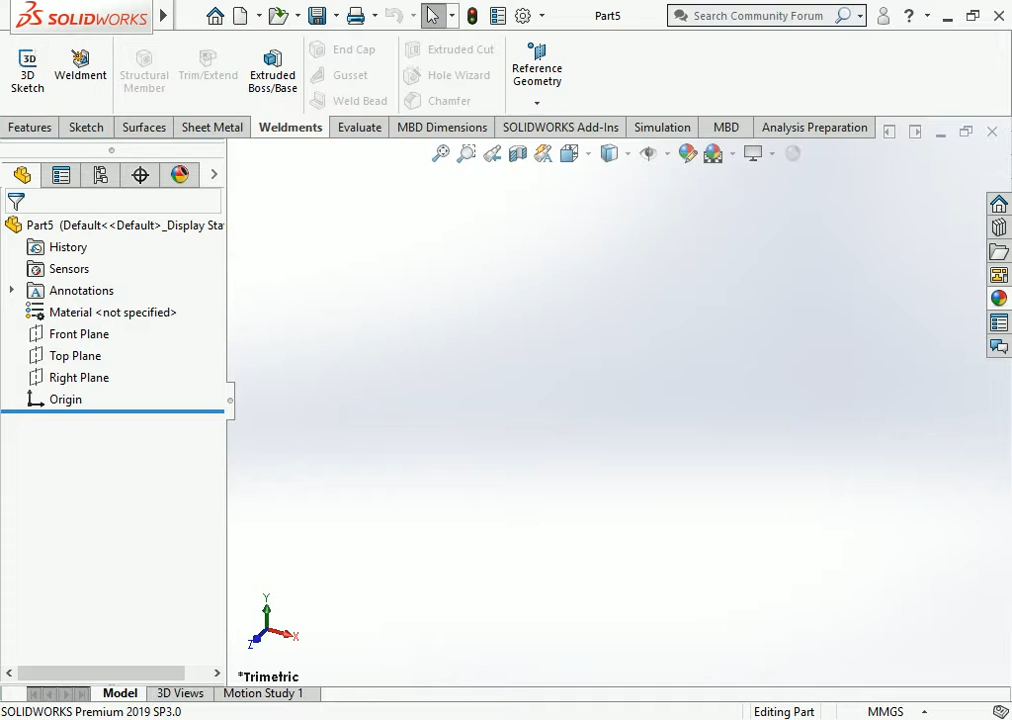 SOLIDWORKS
Part5
Search Community Forum
?
3D Sketch
Weldment
Structural Member
Trim/Extend
Extruded Boss/Base
End Cap
Gusset
Weld Bead
Extruded Cut
Hole Wizard
Chamfer
Reference Geometry
Features
Sketch
Surfaces
Sheet Metal
Weldments
Evaluate
MBD Dimensions
SOLIDWORKS Add-Ins
Simulation
MBD
Analysis Preparation
Part5 (Default<<Default>_Display Sta
History
Sensors
Annotations
Material <not specified>
Front Plane
Top Plane
Right Plane
Origin
Y
X
Z
*Trimetric
Model
3D Views
Motion Study 1
SOLIDWORKS Premium 2019 SP3.0
Editing Part
MMGS